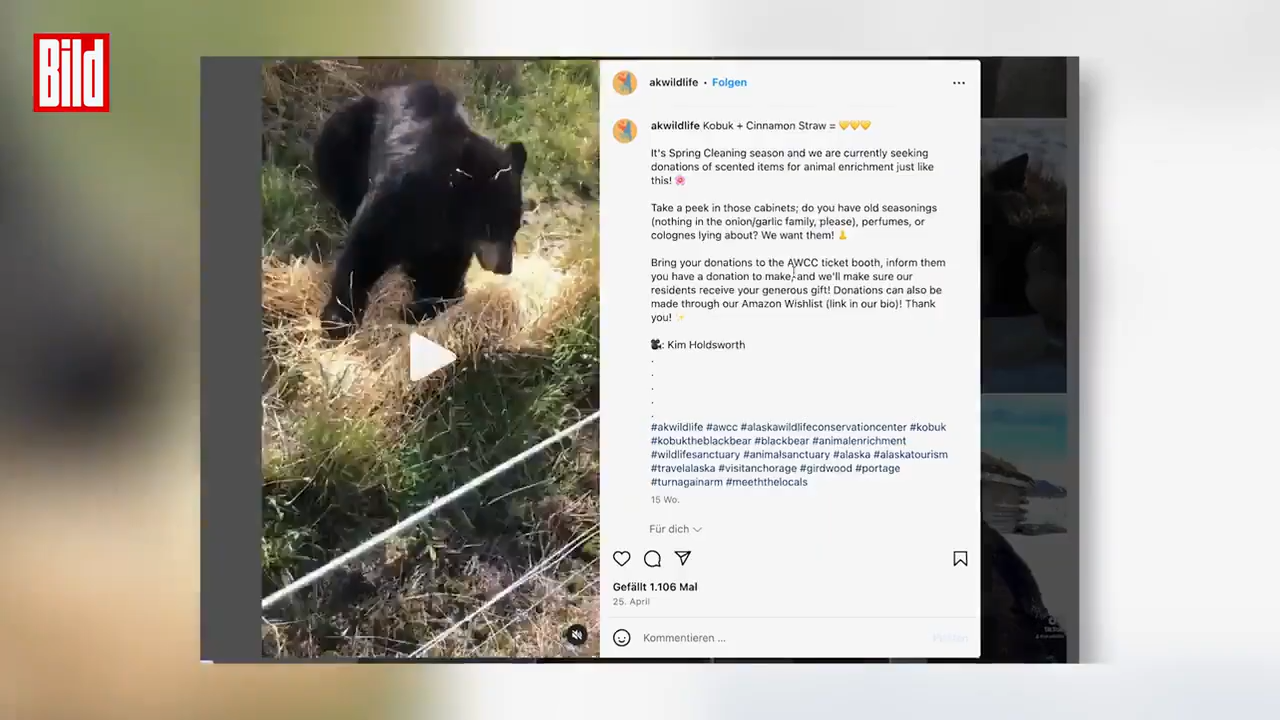 Bild
akwildlife • Folgen
akwildlife Kobuk + Cinnamon Straw = 💛💛💛
It's Spring Cleaning season and we are currently seeking
donations of scented items for animal enrichment just like
this! 🌸
Take a peek in those cabinets; do you have old seasonings
(nothing in the onion/garlic family, please), perfumes, or
colognes lying about? We want them! 👃
Bring your donations to the AWCC ticket booth, inform them
you have a donation to make, and we'll make sure our
residents receive your generous gift! Donations can also be
made through our Amazon Wishlist (link in our bio)! Thank
you! ✨
🎥: Kim Holdsworth
.
.
.
.
.
#akwildlife #awcc #alaskawildlifeconservationcenter #kobuk
#kobuktheblackbear #blackbear #animalenrichment
#wildlifesanctuary #animalsanctuary #alaska #alaskatourism
#travelalaska #visitanchorage #girdwood #portage
#turnagainarm #meeththelocals
15 Wo.
Für dich
Gefällt 1.106 Mal
25. April
Kommentieren ...
Posten